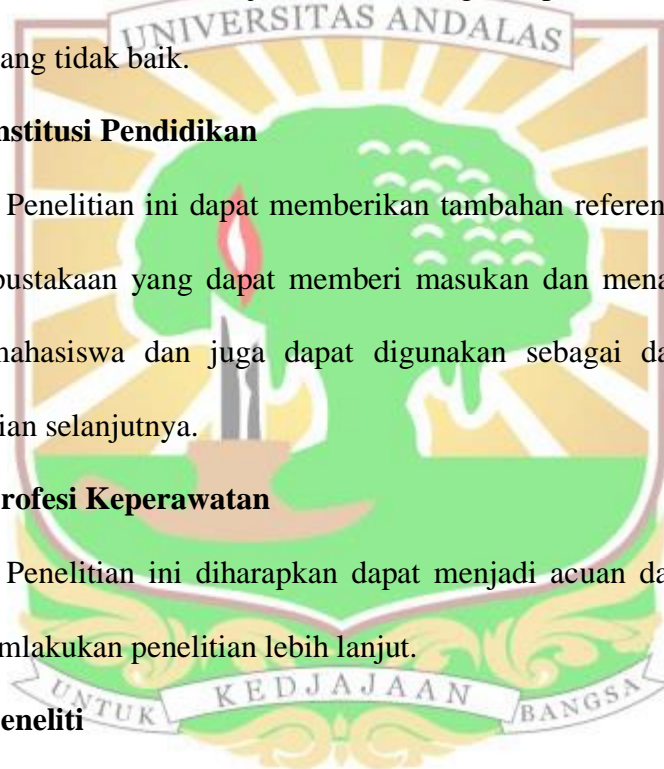 UNIVERSITAS ANDALAS
ang tidak baik.
nstitusi Pendidikan
Penelitian ini dapat memberikan tambahan referen
pustakaan yang dapat memberi masukan dan mena
mahasiswa dan juga dapat digunakan sebagai da
ian selanjutnya.
rofesi Keperawatan
Penelitian ini diharapkan dapat menjadi acuan da
mlakukan penelitian lebih lanjut.
UNTUK KEDJAJAAN BANGSA
eneliti